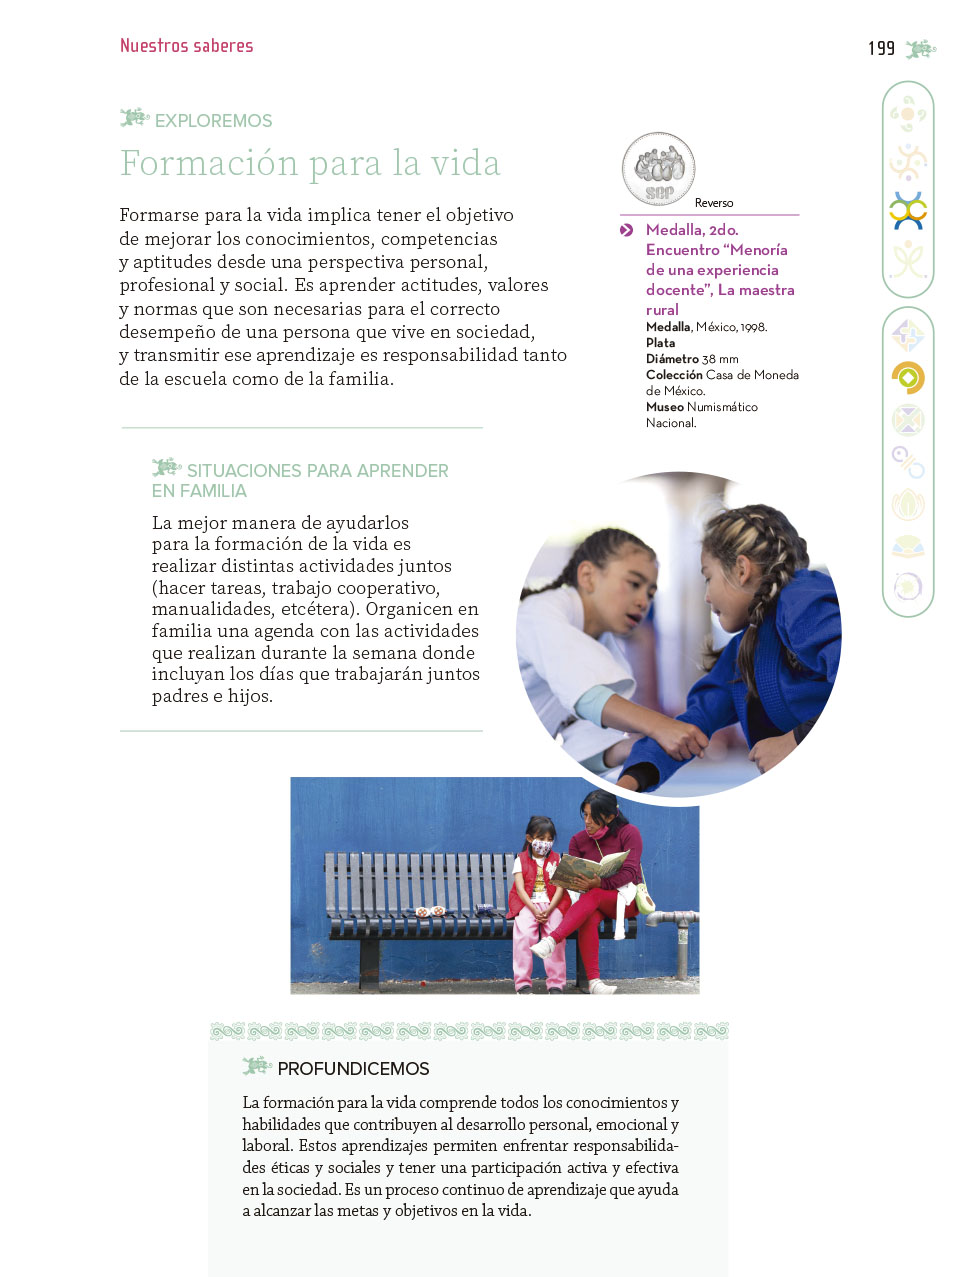 Nuestros saberes
199
EXPLOREMOS
Formación para la vida
Formarse para la vida implica tener el objetivo
de mejorar los conocimientos, competencias
y aptitudes desde una perspectiva personal,
profesional y social. Es aprender actitudes, valores
y normas que son necesarias para el correcto
desempeño de una persona que vive en sociedad,
y transmitir ese aprendizaje es responsabilidad tanto
de la escuela como de la familia.
sep
Reverso
Medalla, 2do.
Encuentro “Menoría
de una experiencia
docente”, La maestra
rural
Medalla, México, 1998.
Plata
Diámetro 38 mm
Colección Casa de Moneda
de México.
Museo Numismático
Nacional.
SITUACIONES PARA APRENDER
EN FAMILIA
La mejor manera de ayudarlos
para la formación de la vida es
realizar distintas actividades juntos
(hacer tareas, trabajo cooperativo,
manualidades, etcétera). Organicen en
familia una agenda con las actividades
que realizan durante la semana donde
incluyan los días que trabajarán juntos
padres e hijos.
PROFUNDICEMOS
La formación para la vida comprende todos los conocimientos y
habilidades que contribuyen al desarrollo personal, emocional y
laboral. Estos aprendizajes permiten enfrentar responsabilida-
des éticas y sociales y tener una participación activa y efectiva
en la sociedad. Es un proceso continuo de aprendizaje que ayuda
a alcanzar las metas y objetivos en la vida.